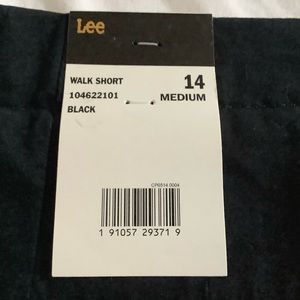 Lee
WALK SHORT
14
104622101
MEDIUM
BLACK
1 91057 29371 9